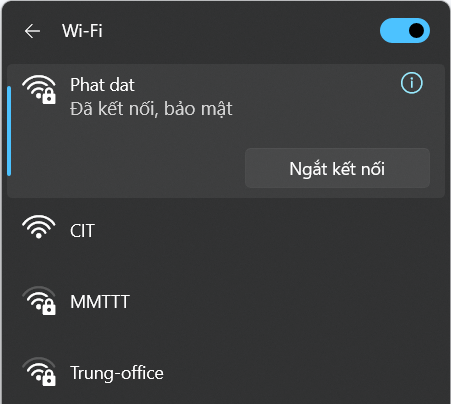 Wi-Fi
Phat dat
Đã kết nối, bảo mật
Ngắt kết nối
CIT
MMTTT
Trung-office